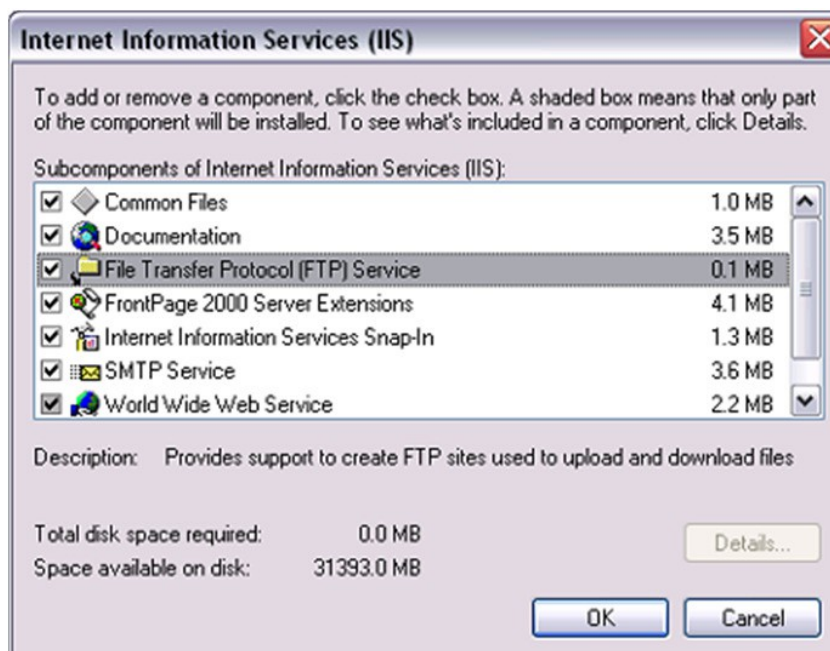 Internet Information Services (IIS)
To add or remove a component, click the check box. A shaded box means that only part
of the component will be installed. To see what's included in a component, click Details.
Subcomponents of Internet Information Services (IIS):
Common Files 1.0 MB
Documentation 3.5 MB
File Transfer Protocol (FTP) Service 0.1 MB
FrontPage 2000 Server Extensions 4.1 MB
Internet Information Services Snap-In 1.3 MB
SMTP Service 3.6 MB
World Wide Web Service 2.2 MB
Description: Provides support to create FTP sites used to upload and download files
Total disk space required: 0.0 MB
Details...
Space available on disk: 31393.0 MB
OK Cancel